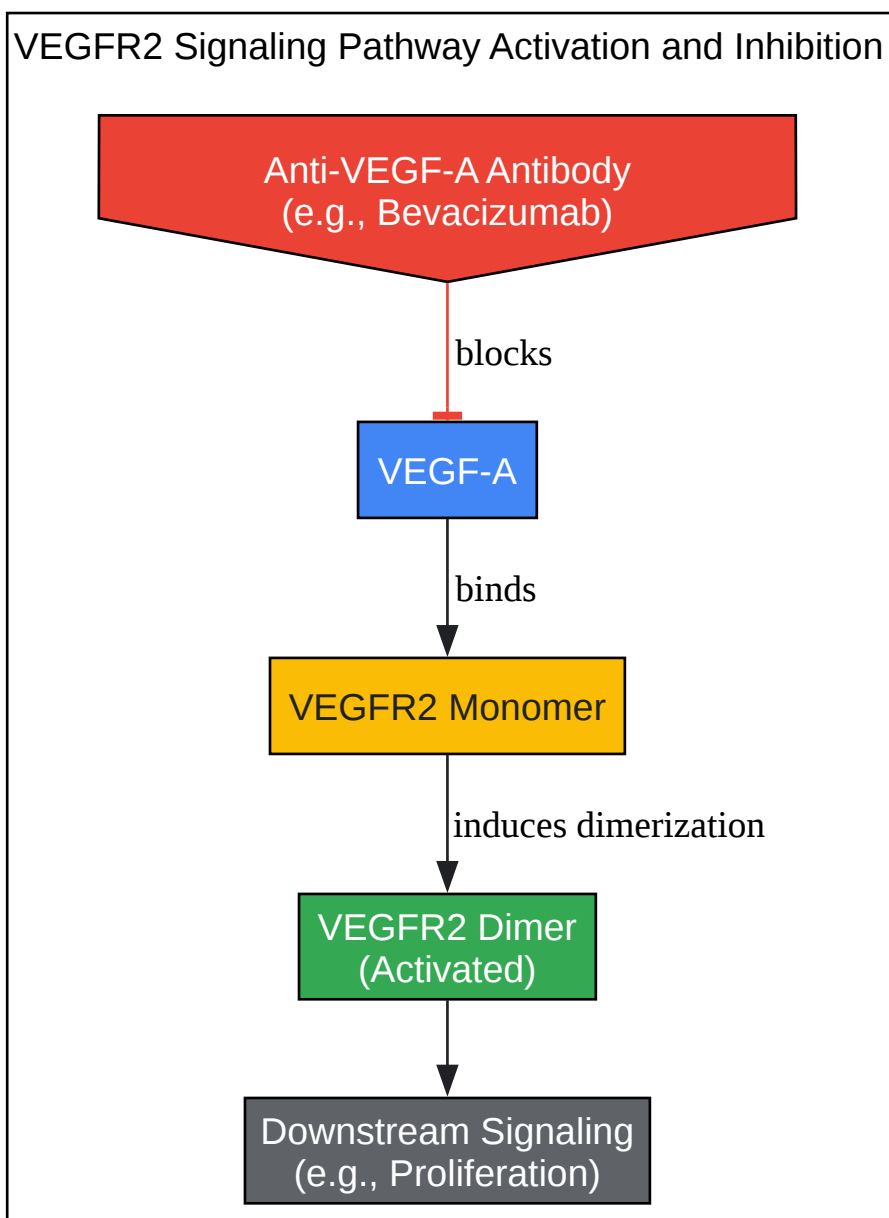 VEGFR2 Signaling Pathway Activation and Inhibition
Anti-VEGF-A Antibody
(e.g., Bevacizumab)
blocks
VEGF-A
binds
VEGFR2 Monomer
induces dimerization
VEGFR2 Dimer
(Activated)
Downstream Signaling
(e.g., Proliferation)